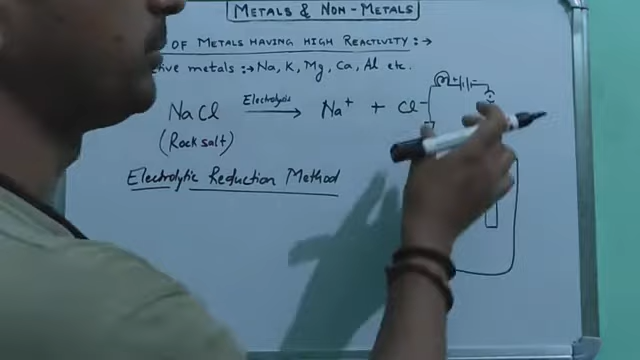 METALS & NON-METALS
OF METALS HAVING HIGH REACTIVITY :→
metals :→ Na, K, Mg, Ca, Al etc.
NaCl Electrolysis → Na⁺ + Cl⁻
(Rock salt)
Electrolytic Reduction Method